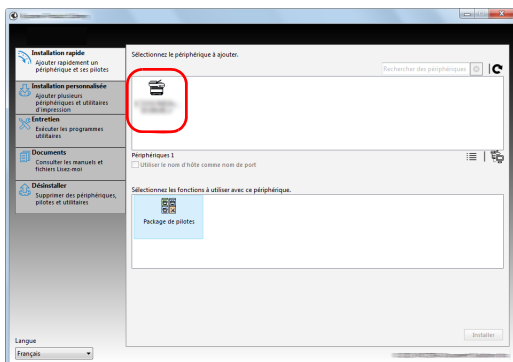 Installation rapide
Ajouter rapidement un
périphérique et ses pilotes
Installation personnalisée
Ajouter plusieurs
périphériques et utilitaires
d'impression
Entretien
Exécuter les programmes
utilitaires
Documents
Consulter les manuels et
fichiers Lisez-moi
Désinstaller
Supprimer des périphériques,
pilotes et utilitaires
Langue
Français
Sélectionnez le périphérique à ajouter.
Rechercher des périphériques
Périphériques 1
Utiliser le nom d'hôte comme nom de port
Sélectionnez les fonctions à utiliser avec ce périphérique.
Package de pilotes
Installer